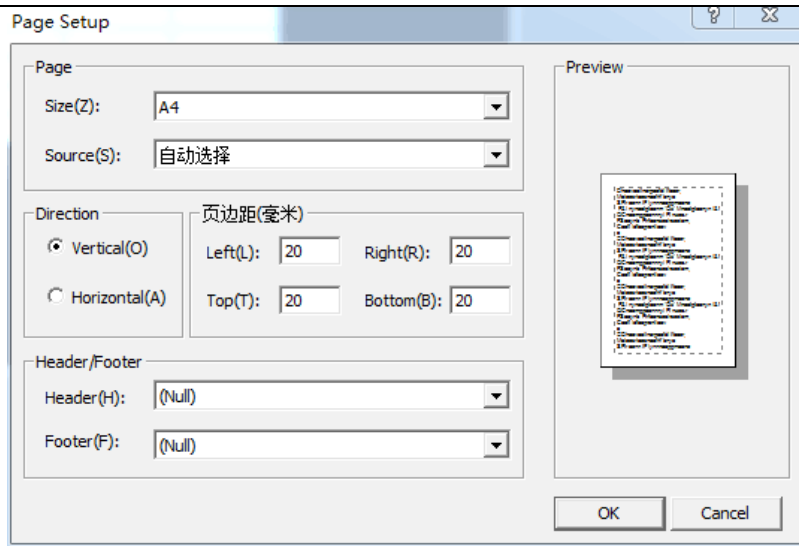 Page Setup
Page
Size(Z): A4
Source(S): 自动选择
Direction
Vertical(O)
Horizontal(A)
页边距(毫米)
Left(L): 20 Right(R): 20
Top(T): 20 Bottom(B): 20
Header/Footer
Header(H): (Null)
Footer(F): (Null)
Preview
OK Cancel